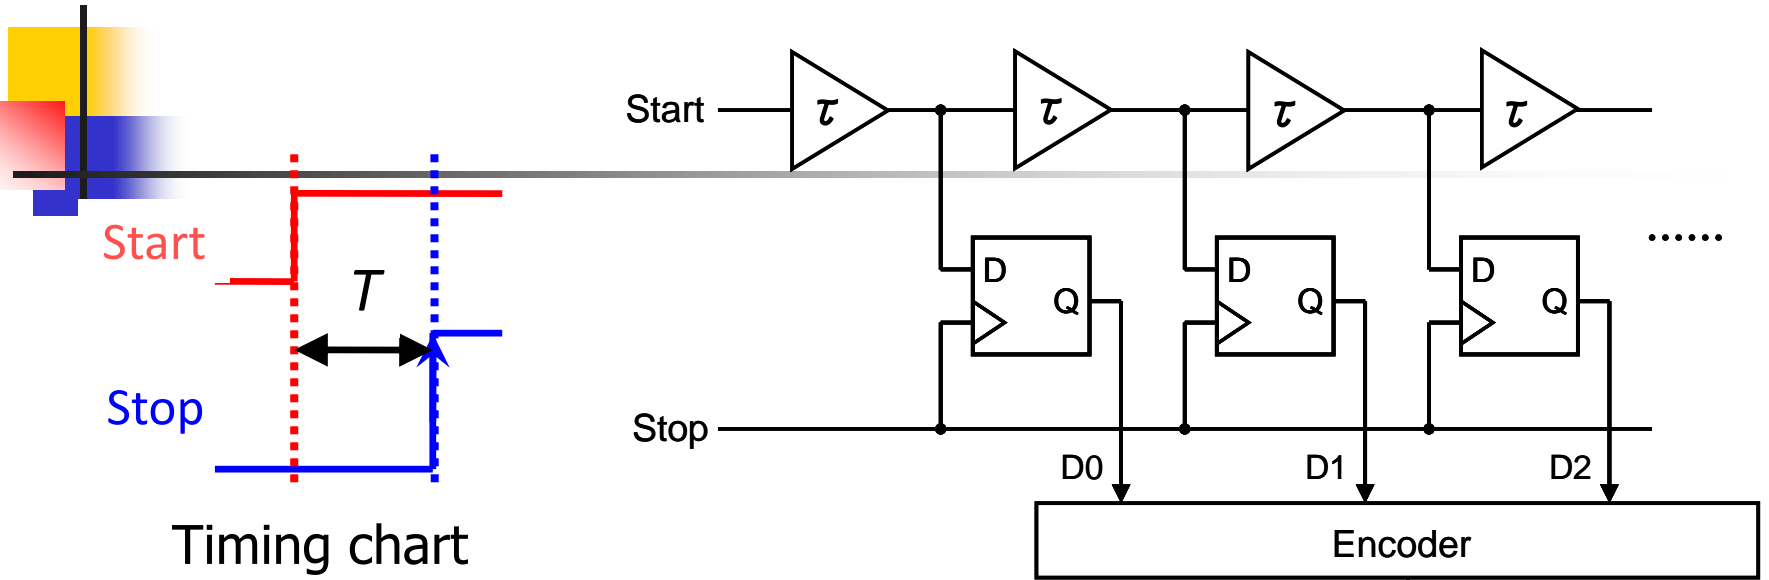 Start
T
Stop
Timing chart
Start
τ
τ
τ
τ
D
Q
D
Q
D
Q
......
Stop
D0
D1
D2
Encoder